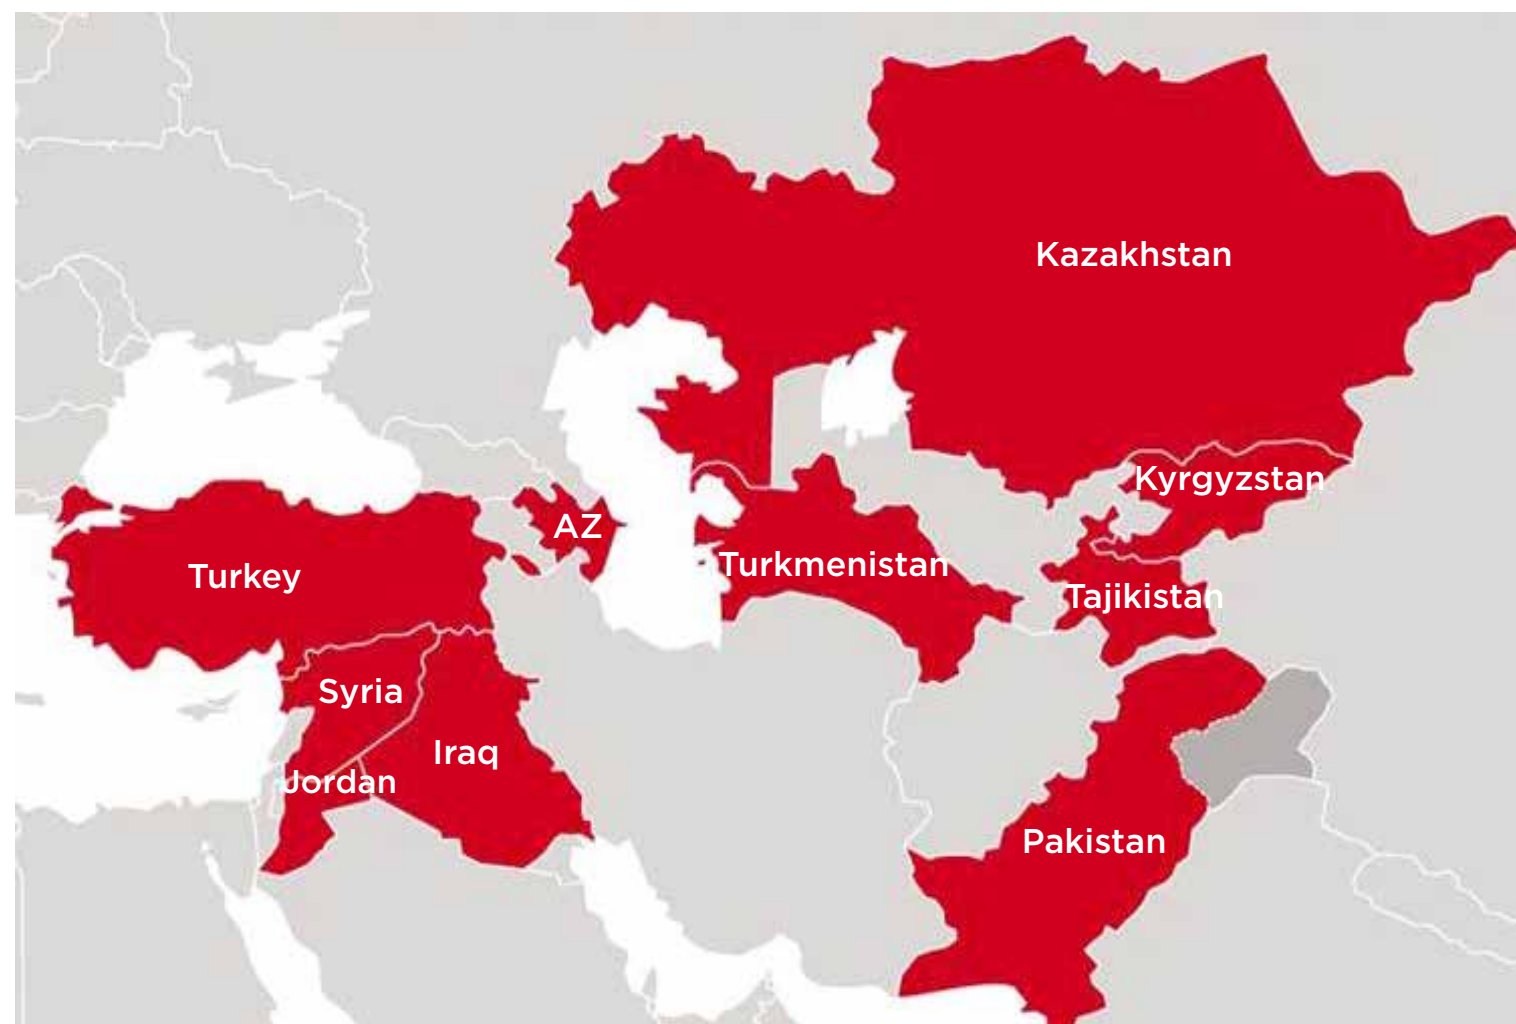 Kazakhstan
Kyrgyzstan
AZ
Turkmenistan
Turkey
Tajikistan
Syria
Iraq
Jordan
Pakistan